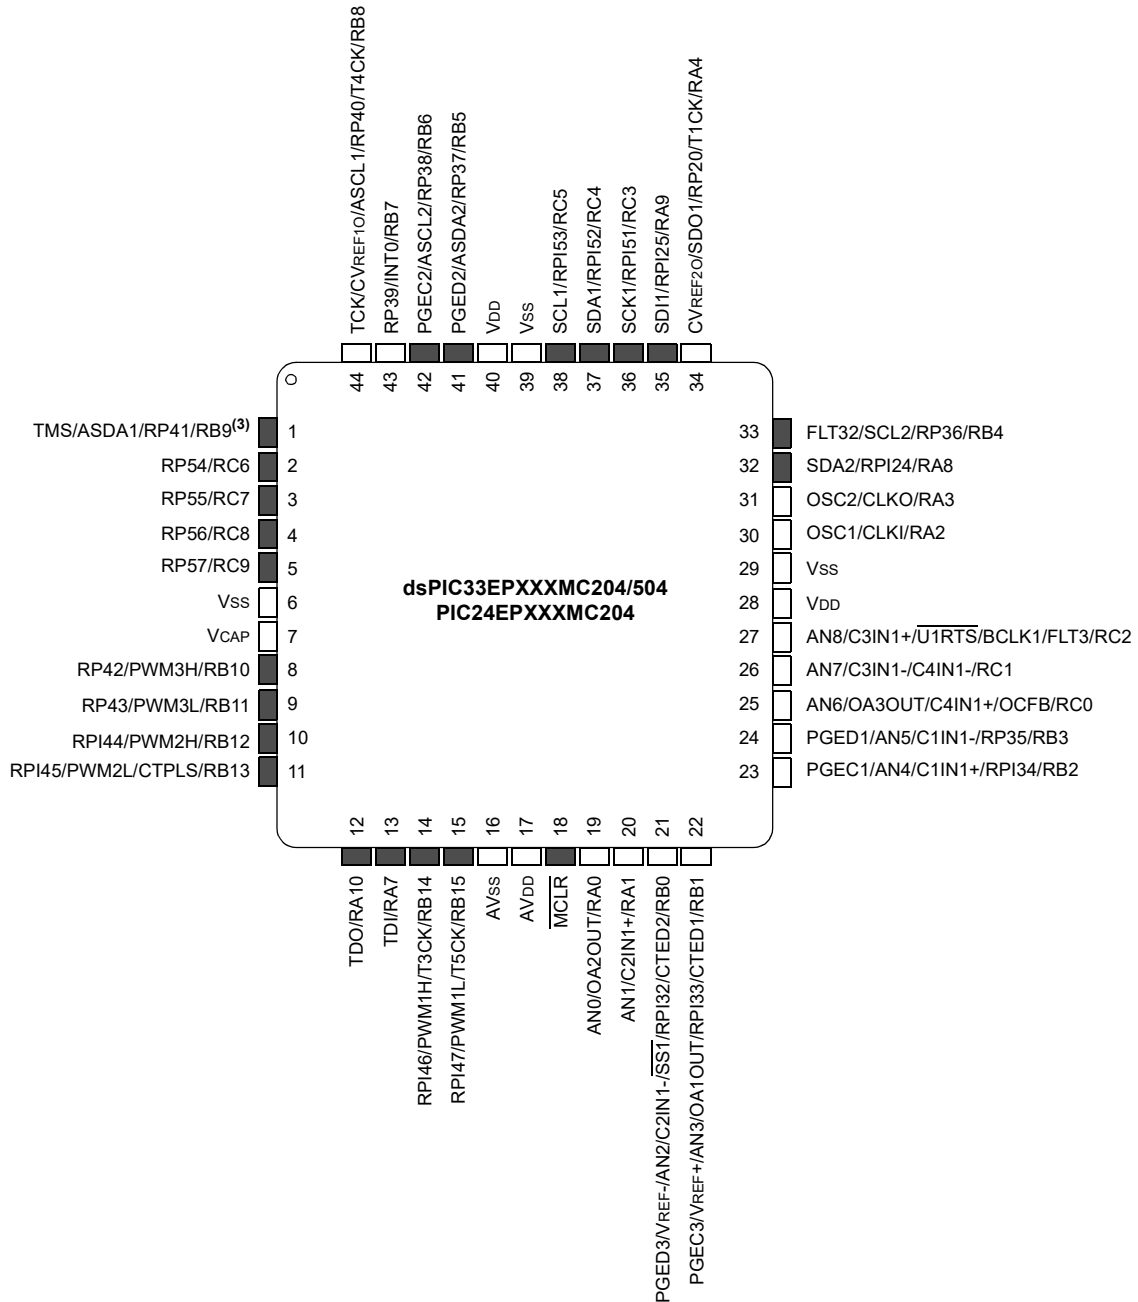 TCK/CVREF1O/ASCL1/RP40/T4CK/RB8
RP39/INT0/RB7
PGEC2/ASCL2/RP38/RB6
PGED2/ASDA2/RP37/RB5
VDD
VSS
SCL1/RPI53/RC5
SDA1/RPI52/RC4
SCK1/RPI51/RC3
SDI1/RPI25/RA9
CVREF2O/SDO1/RP20/T1CK/RA4
44
43
42
41
40
39
38
37
36
35
34
TMS/ASDA1/RP41/RB9(3) 1
RP54/RC6 2
RP55/RC7 3
RP56/RC8 4
RP57/RC9 5
VSS 6
VCAP 7
RP42/PWM3H/RB10 8
RP43/PWM3L/RB11 9
RPI44/PWM2H/RB12 10
RPI45/PWM2L/CTPLS/RB13 11
dsPIC33EPXXXMC204/504
PIC24EPXXXMC204
33 FLT32/SCL2/RP36/RB4
32 SDA2/RPI24/RA8
31 OSC2/CLKO/RA3
30 OSC1/CLKI/RA2
29 VSS
28 VDD
27 AN8/C3IN1+/U1RTS/BCLK1/FLT3/RC2
26 AN7/C3IN1-/C4IN1-/RC1
25 AN6/OA3OUT/C4IN1+/OCFB/RC0
24 PGED1/AN5/C1IN1-/RP35/RB3
23 PGEC1/AN4/C1IN1+/RPI34/RB2
12
13
14
15
16
17
18
19
20
21
22
TDO/RA10
TDI/RA7
RPI46/PWM1H/T3CK/RB14
RPI47/PWM1L/T5CK/RB15
AVSS
AVDD
MCLR
AN0/OA2OUT/RA0
AN1/C2IN1+/RA1
PGED3/VREF-/AN2/C2IN1-/SS1/RPI32/CTED2/RB0
PGEC3/VREF+/AN3/OA1OUT/RPI33/CTED1/RB1